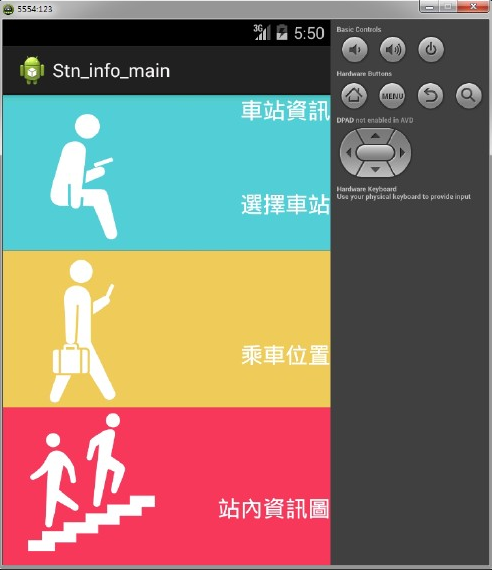 5554:123
3G 5:50
Stn_info_main
車站資訊
選擇車站
乘車位置
站內資訊圖
Basic Controls
Hardware Buttons
MENU
DPAD not enabled in AVD
Hardware Keyboard
Use your physical keyboard to provide input